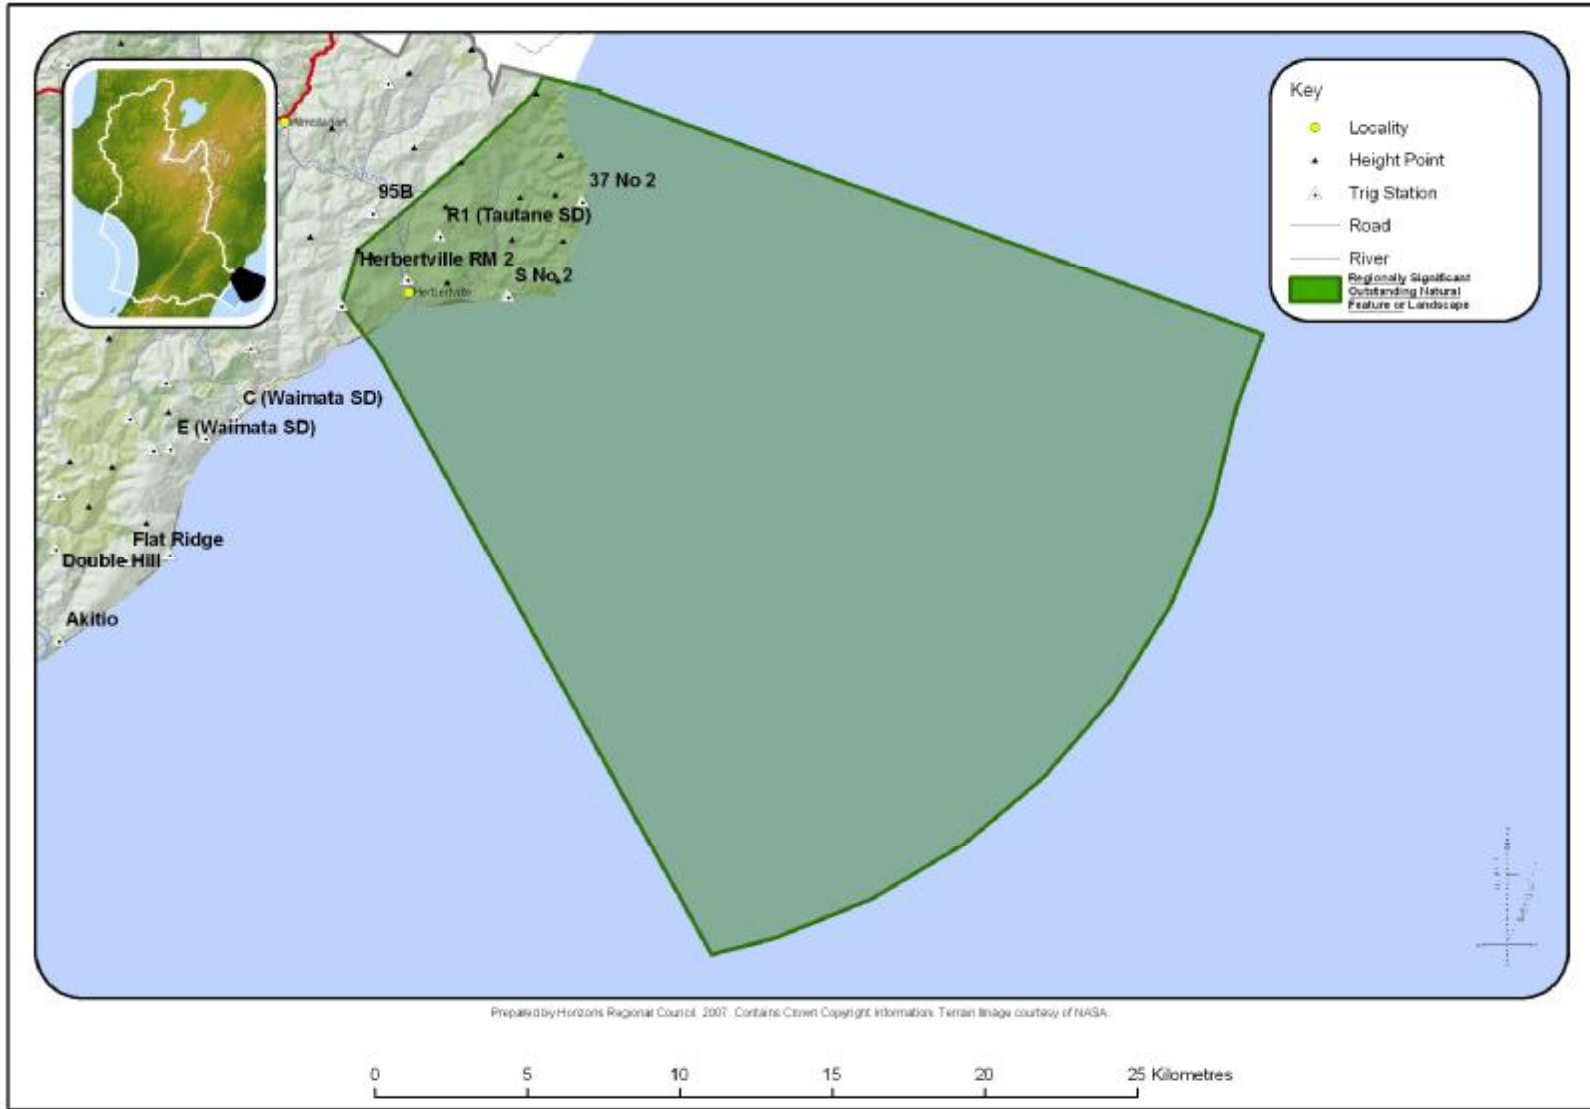 Key
Locality
Height Point
Trig Station
Road
River
Regionally Significant
Outstanding Natural
Feature or Landscape
95B
37 No 2
R1 (Tautane SD)
Herbertville RM 2
S No 2
Herbertville
C (Waimata SD)
E (Waimata SD)
Flat Ridge
Double Hill
Akitio
Prepared by Horizons Regional Council. 2007. Contains Crown Copyright Information. Terrain Image courtesy of NASA.
0 5 10 15 20 25 Kilometres